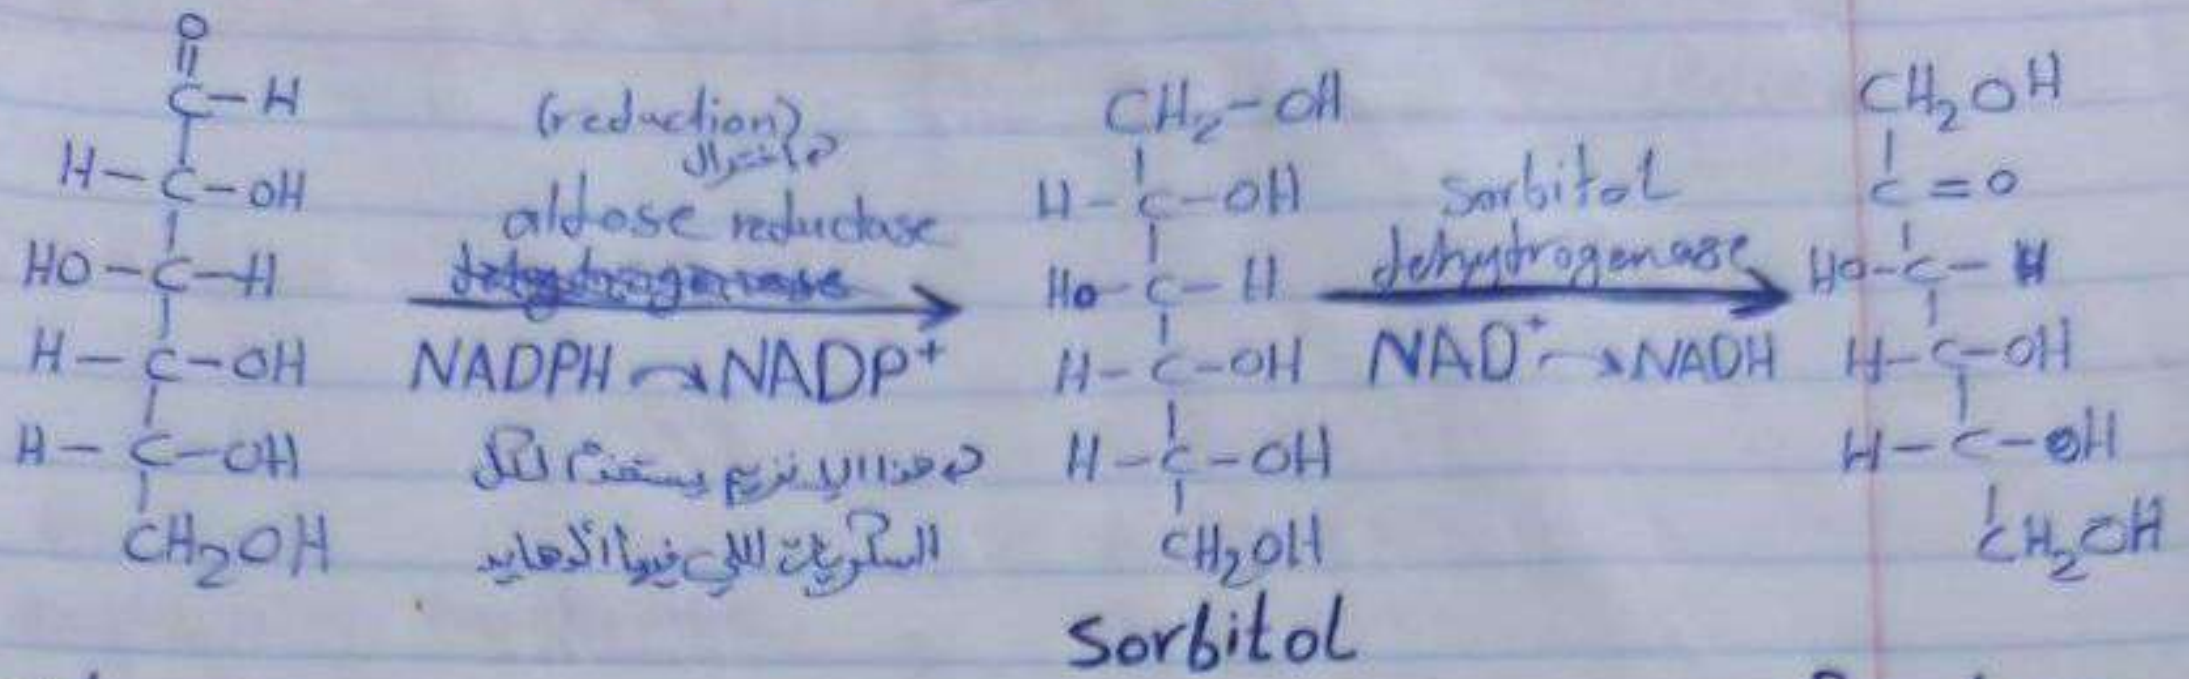 O
||
C-H
H-C-OH
HO-C-H
H-C-OH
H-C-OH
CH₂OH
(reduction)
اختزال
aldose reductase
NADPH → NADP⁺
هذا الإنزيم يستخدم لكل
السكريات اللي فيها ألدهايد
CH₂-OH
H-C-OH
HO-C-H
H-C-OH
H-C-OH
CH₂OH
Sorbitol
sorbitol
dehydrogenase
NAD⁺ → NADH
CH₂OH
C=O
HO-C-H
H-C-OH
H-C-OH
CH₂OH